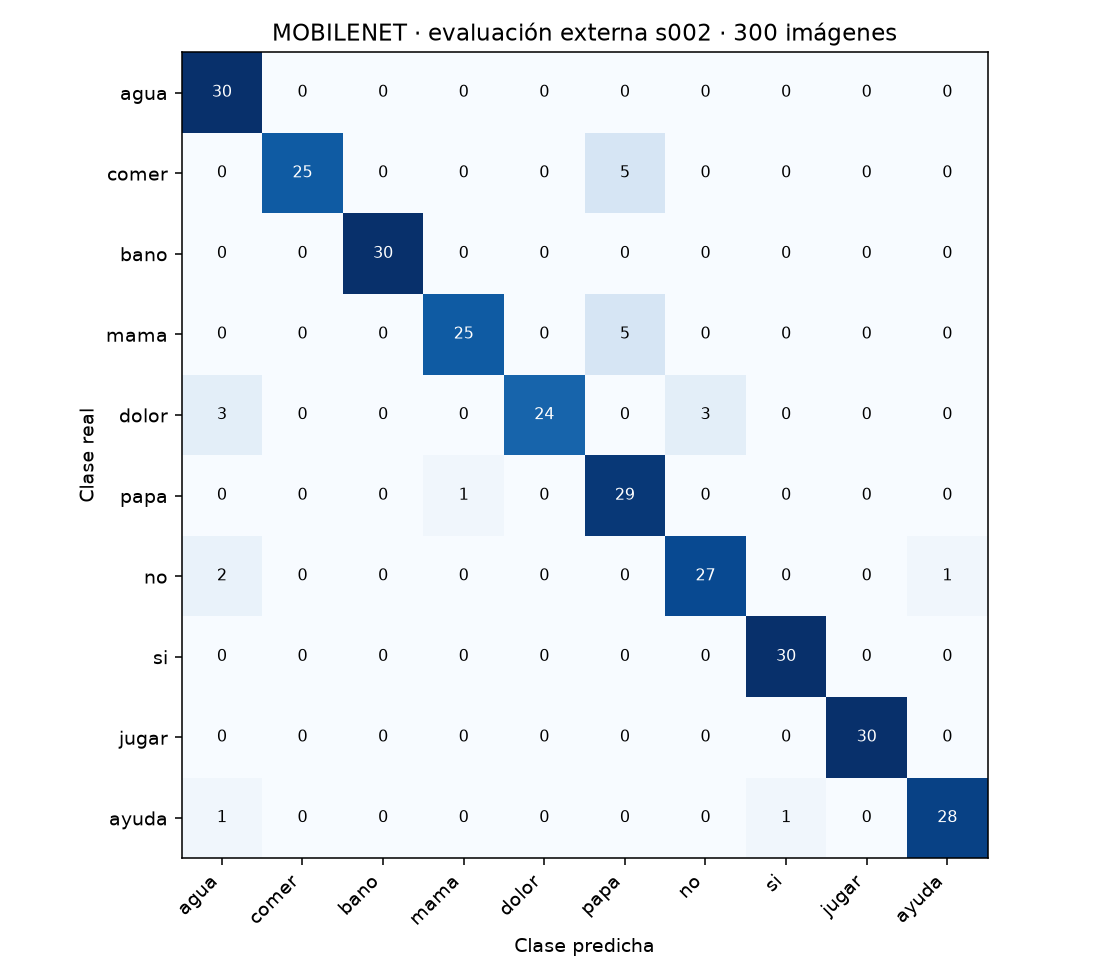 MOBILENET · evaluación externa s002 · 300 imágenes
agua 30 0 0 0 0 0 0 0 0 0
comer 0 25 0 0 0 5 0 0 0 0
bano 0 0 30 0 0 0 0 0 0 0
mama 0 0 0 25 0 5 0 0 0 0
dolor 3 0 0 0 24 0 3 0 0 0
papa 0 0 0 1 0 29 0 0 0 0
no 2 0 0 0 0 0 27 0 0 1
si 0 0 0 0 0 0 0 30 0 0
jugar 0 0 0 0 0 0 0 0 30 0
ayuda 1 0 0 0 0 0 0 1 0 28
Clase real
agua comer bano mama dolor papa no si jugar ayuda
Clase predicha